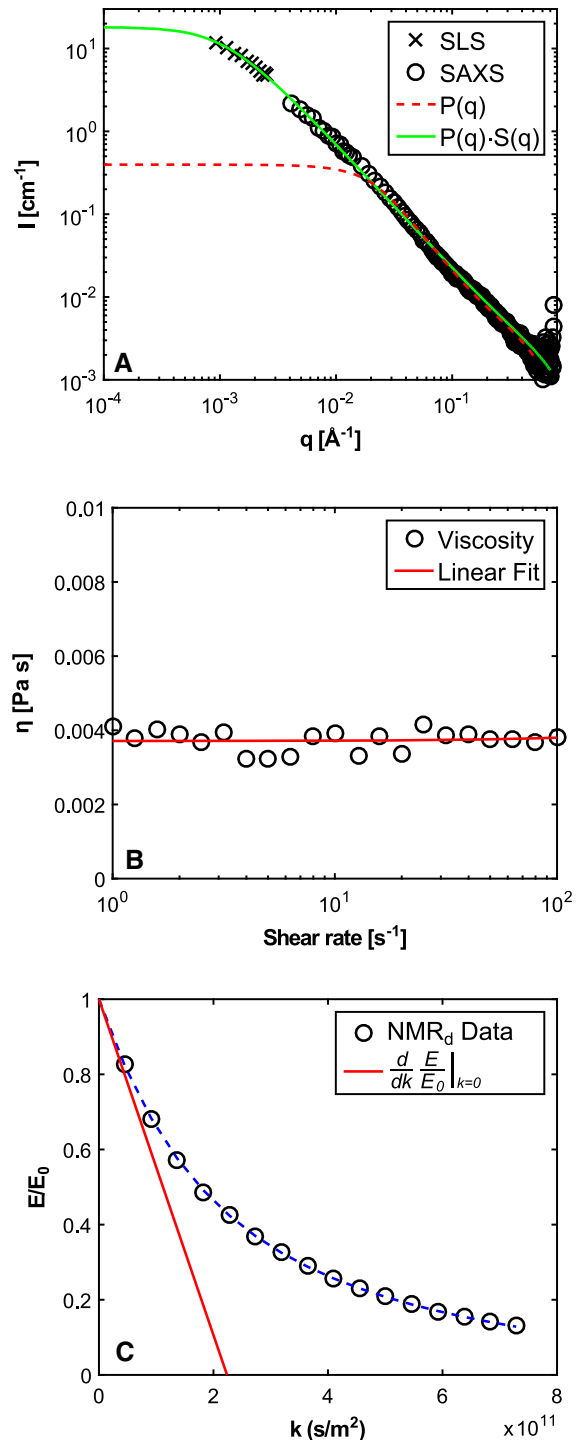 10¹
10⁰
10⁻¹
10⁻²
10⁻³
I [cm⁻¹]
SLS
SAXS
P(q)
P(q)·S(q)
A
10⁻⁴
10⁻³
10⁻²
10⁻¹
q [Å⁻¹]
0.01
0.008
0.006
0.004
0.002
0
η [Pa s]
Viscosity
Linear Fit
B
10⁰
10¹
10²
Shear rate [s⁻¹]
1
0.8
0.6
0.4
0.2
0
E/E₀
NMR_d Data
d/dk E/E₀ |ₖ₌₀
C
0
2
4
6
8
k (s/m²)
×10¹¹